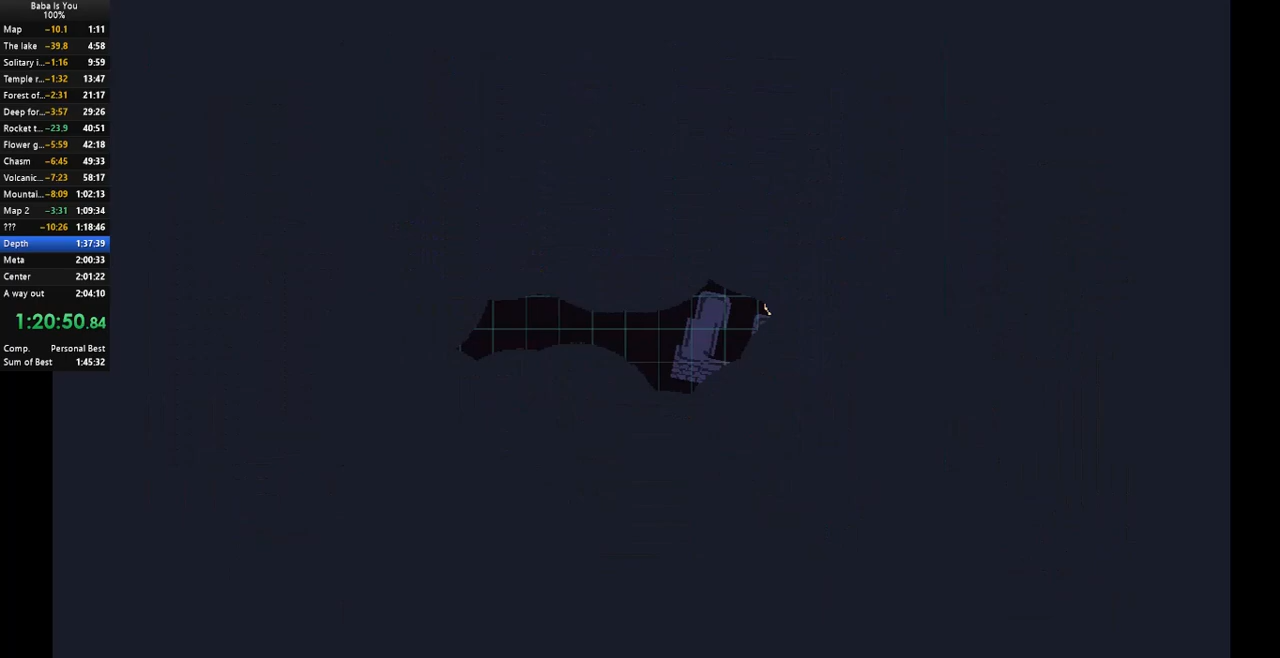 Baba Is You
100%
Map −10.1 1:11
The lake −39.8 4:58
Solitary i... −1:16 9:59
Temple r... −1:32 13:47
Forest of... −2:31 21:17
Deep for... −3:57 29:26
Rocket t... −23.9 40:51
Flower g... −5:59 42:18
Chasm −6:45 49:33
Volcanic... −7:23 58:17
Mountai... −8:09 1:02:13
Map 2 −3:31 1:09:34
??? −10:26 1:18:46
Depth 1:37:39
Meta 2:00:33
Center 2:01:22
A way out 2:04:10
1:20:50.84
Comp. Personal Best
Sum of Best 1:45:32